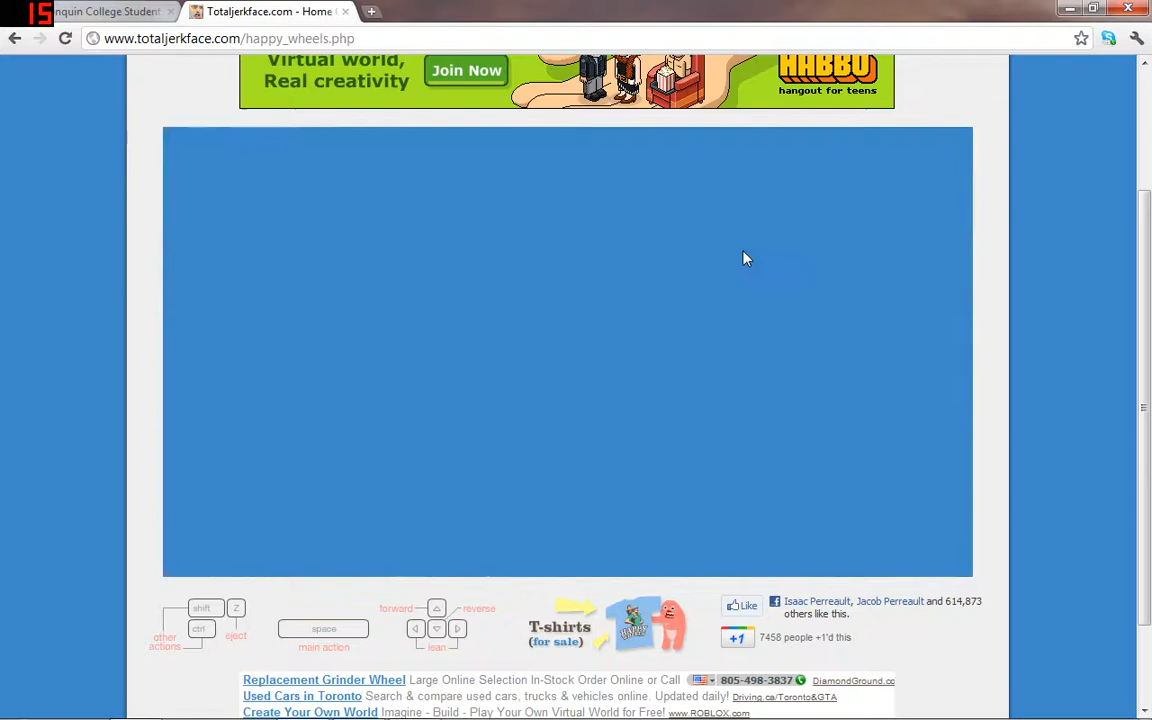 15
nquin College Student
Totaljerkface.com - Home
www.totaljerkface.com/happy_wheels.php
Virtual world,
Real creativity
Join Now
HABBO
hangout for teens
shift
Z
ctrl
other
actions
eject
space
main action
forward
reverse
lean
T-shirts
(for sale)
HAPPY
WHEELS
Like
Isaac Perreault, Jacob Perreault and 614,873
others like this.
+1
7458 people +1'd this
Replacement Grinder Wheel Large Online Selection In-Stock Order Online or Call 805-498-3837 DiamondGround.co
Used Cars in Toronto Search & compare used cars, trucks & vehicles online. Updated daily! Driving.ca/Toronto&GTA
Create Your Own World Imagine - Build - Play Your Own Virtual World for Free! www.ROBLOX.com